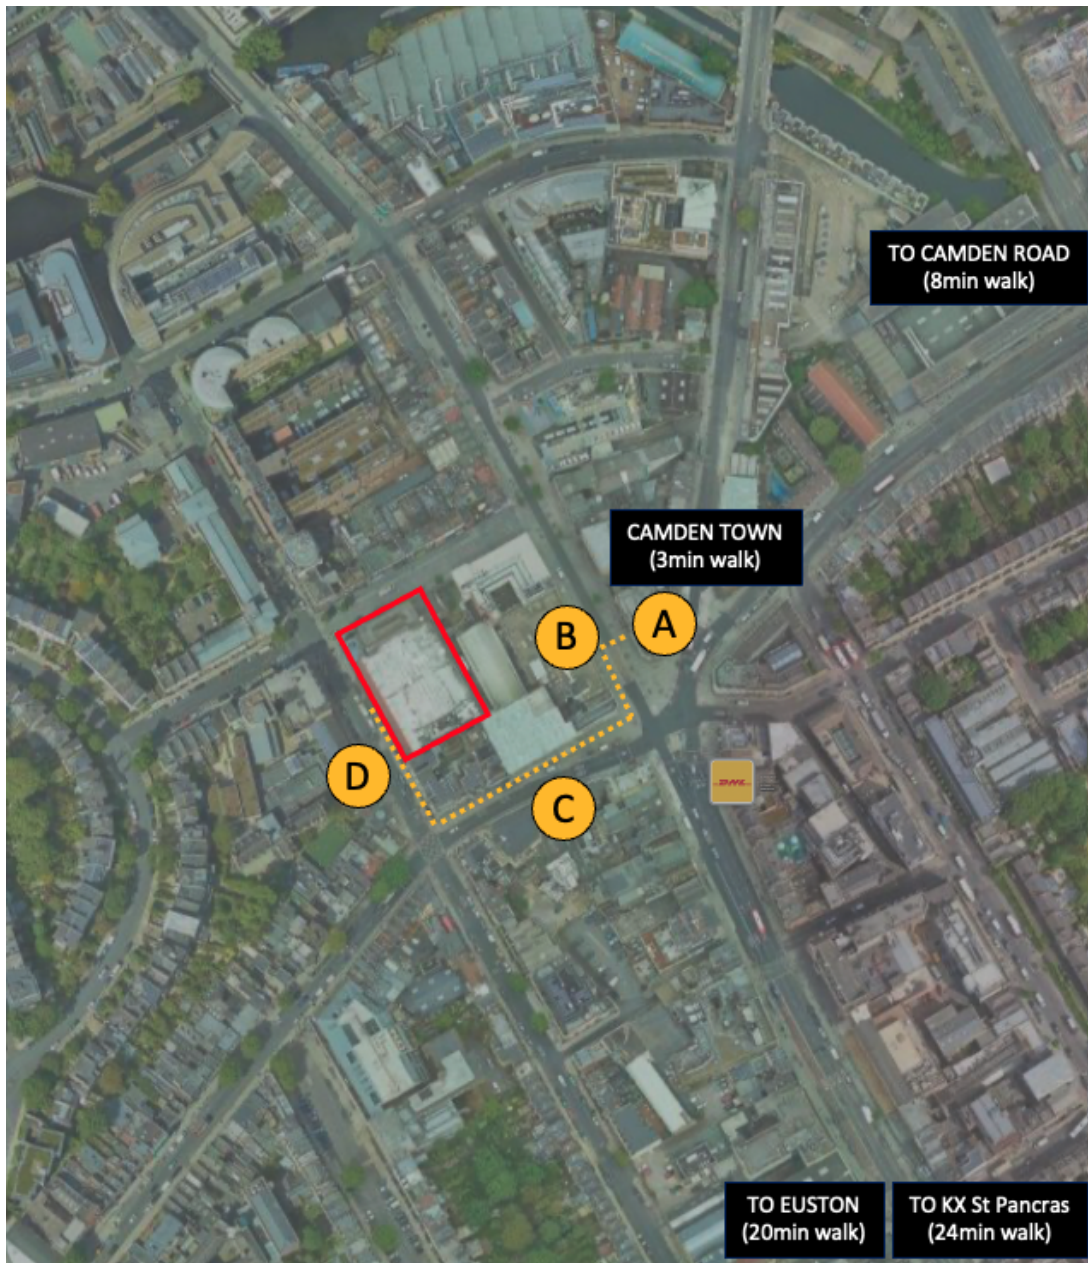 TO CAMDEN ROAD
(8min walk)
CAMDEN TOWN
(3min walk)
A
B
D
C
DHL
TO EUSTON
(20min walk)
TO KX St Pancras
(24min walk)